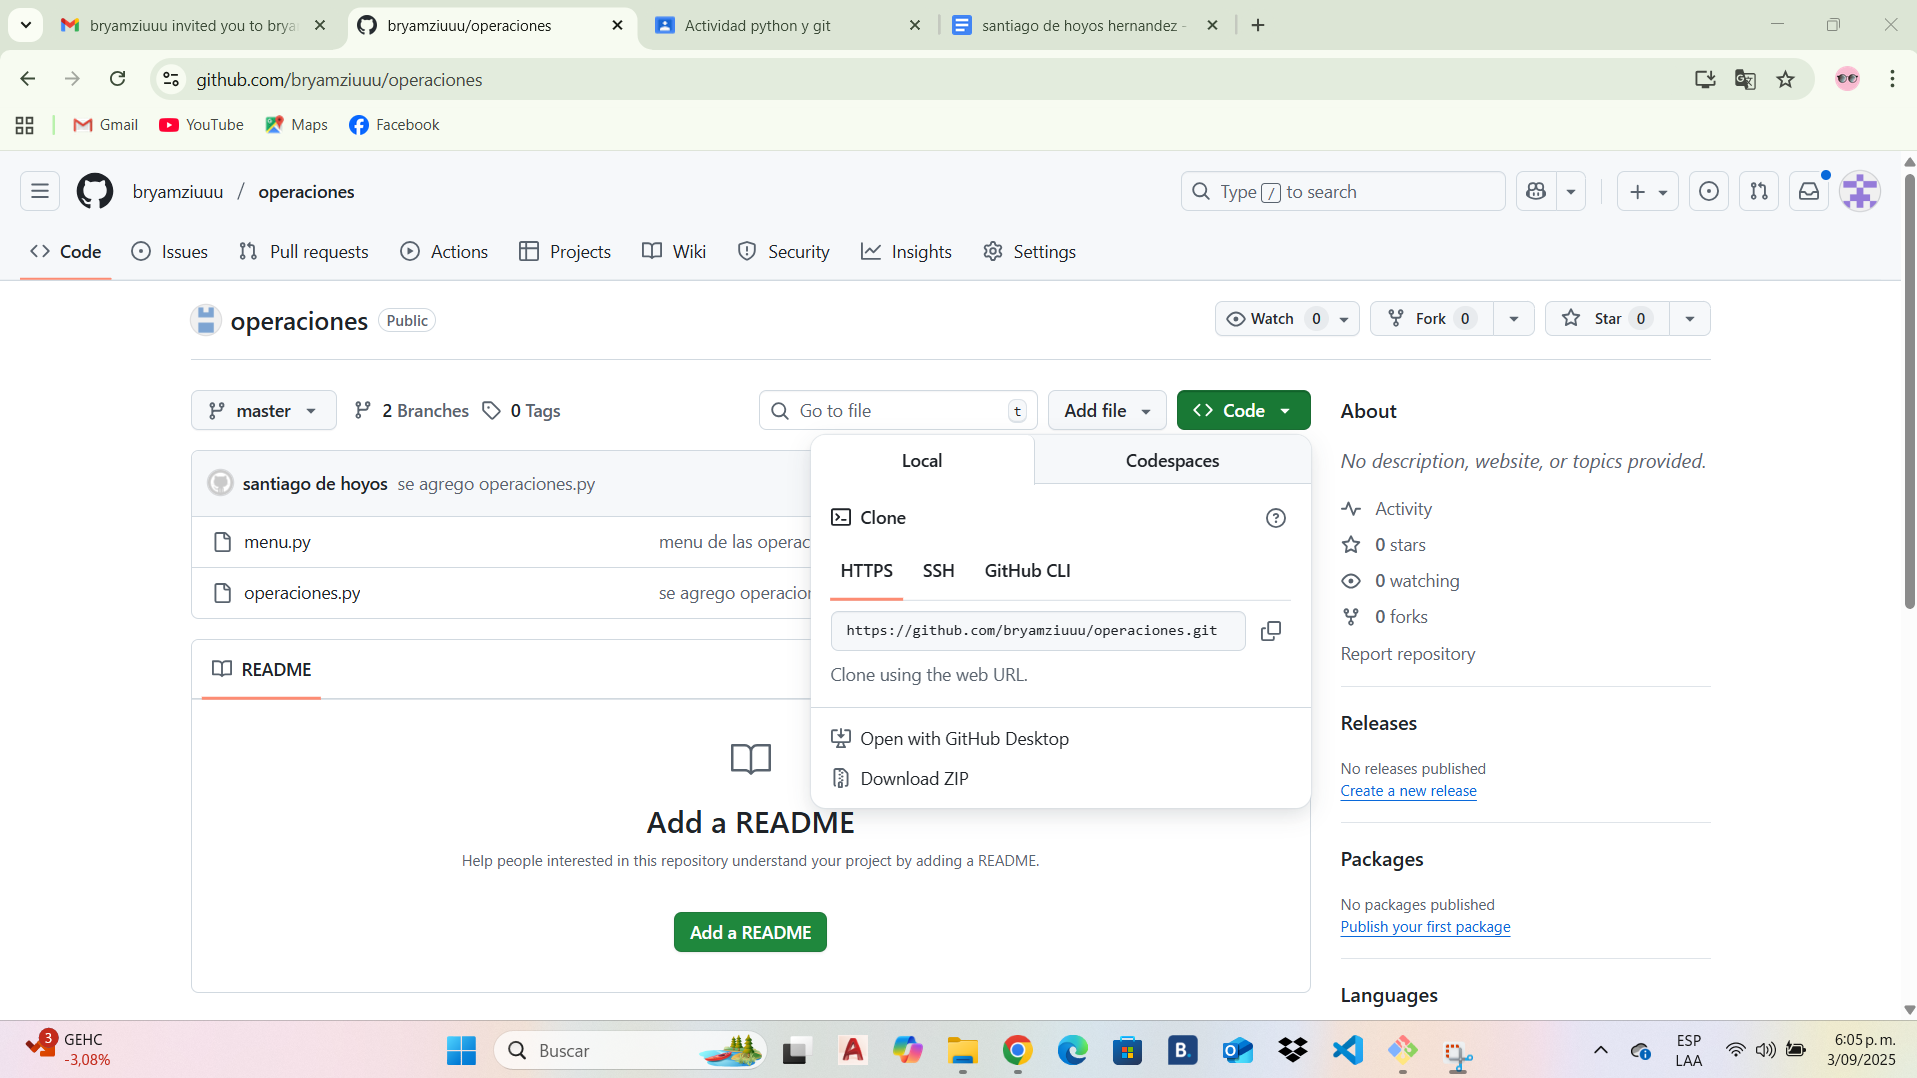 bryamziuuu invited you to brya
bryamziuuu/operaciones
Actividad python y git
santiago de hoyos hernandez -
github.com/bryamziuuu/operaciones
Gmail
YouTube
Maps
Facebook
bryamziuuu / operaciones
Type / to search
Code
Issues
Pull requests
Actions
Projects
Wiki
Security
Insights
Settings
operaciones Public
Watch 0
Fork 0
Star 0
master
2 Branches
0 Tags
Go to file t
Add file
Code
About
Local
Codespaces
No description, website, or topics provided.
santiago de hoyos se agrego operaciones.py
Clone
Activity
menu.py menu de las operac
0 stars
HTTPS
SSH
GitHub CLI
0 watching
operaciones.py se agrego operacion
0 forks
https://github.com/bryamziuuu/operaciones.git
Report repository
README
Clone using the web URL.
Open with GitHub Desktop
Releases
Download ZIP
No releases published
Create a new release
Add a README
Help people interested in this repository understand your project by adding a README.
Packages
No packages published
Add a README
Publish your first package
Languages
3
GEHC
-3,08%
Buscar
A
B.
ESP
LAA
6:05 p. m.
3/09/2025